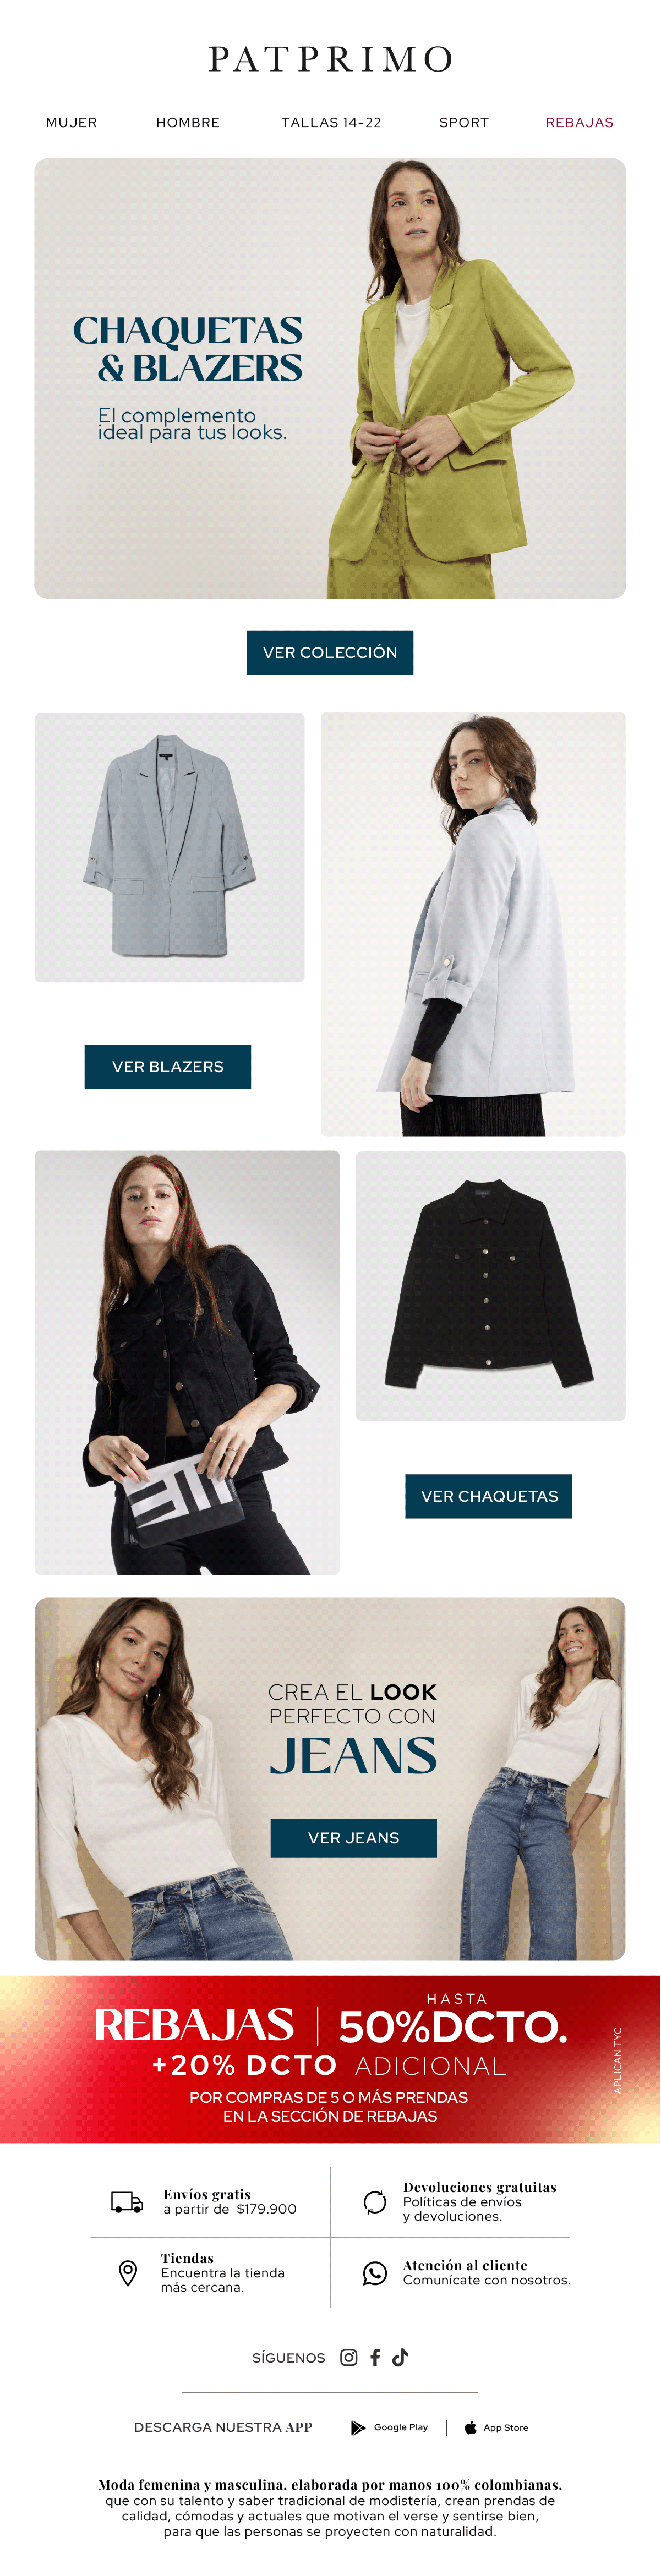 PATPRIMO
MUJER HOMBRE TALLAS 14-22 SPORT REBAJAS
CHAQUETAS
& BLAZERS
El complemento
ideal para tus looks.
VER COLECCIÓN
VER BLAZERS
VER CHAQUETAS
CREA EL LOOK
PERFECTO CON
JEANS
VER JEANS
REBAJAS
HASTA
50%DCTO.
+20% DCTO ADICIONAL
POR COMPRAS DE 5 O MÁS PRENDAS
EN LA SECCIÓN DE REBAJAS
APLICAN TYC
Envíos gratis
a partir de $179.900
Devoluciones gratuitas
Políticas de envíos
y devoluciones.
Tiendas
Encuentra la tienda
más cercana.
Atención al cliente
Comunícate con nosotros.
SÍGUENOS
DESCARGA NUESTRA APP
Google Play
App Store
Moda femenina y masculina, elaborada por manos 100% colombianas,
que con su talento y saber tradicional de modistería, crean prendas de
calidad, cómodas y actuales que motivan el verse y sentirse bien,
para que las personas se proyecten con naturalidad.